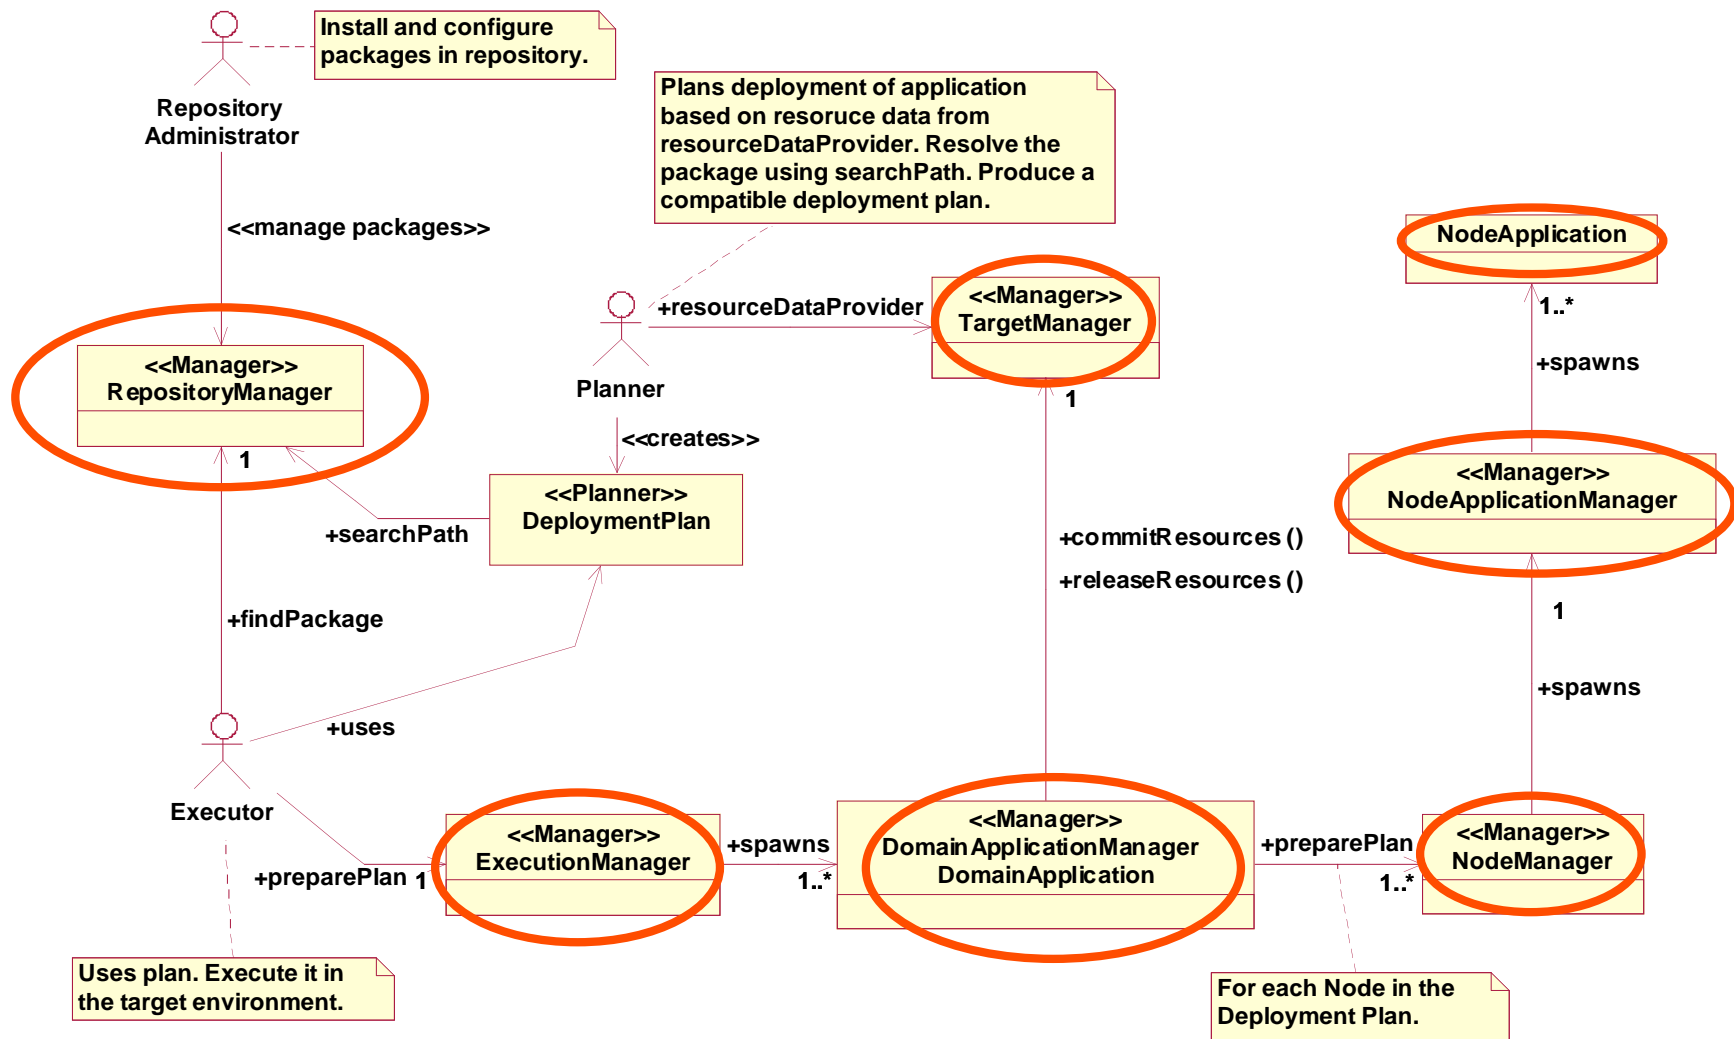 Install and configure
packages in repository.
Repository
Administrator
Plans deployment of application
based on resoruce data from
resourceDataProvider. Resolve the
package using searchPath. Produce a
compatible deployment plan.
<<manage packages>>
NodeApplication
1..*
+resourceDataProvider
<<Manager>>
TargetManager
1
+spawns
<<Manager>>
RepositoryManager
1
Planner
<<creates>>
<<Planner>>
DeploymentPlan
+searchPath
<<Manager>>
NodeApplicationManager
1
+commitResources ()
+releaseResources ()
+findPackage
+spawns
+uses
Executor
+preparePlan
1
<<Manager>>
ExecutionManager
+spawns
1..*
<<Manager>>
DomainApplicationManager
DomainApplication
+preparePlan
1..*
<<Manager>>
NodeManager
Uses plan. Execute it in
the target environment.
For each Node in the
Deployment Plan.